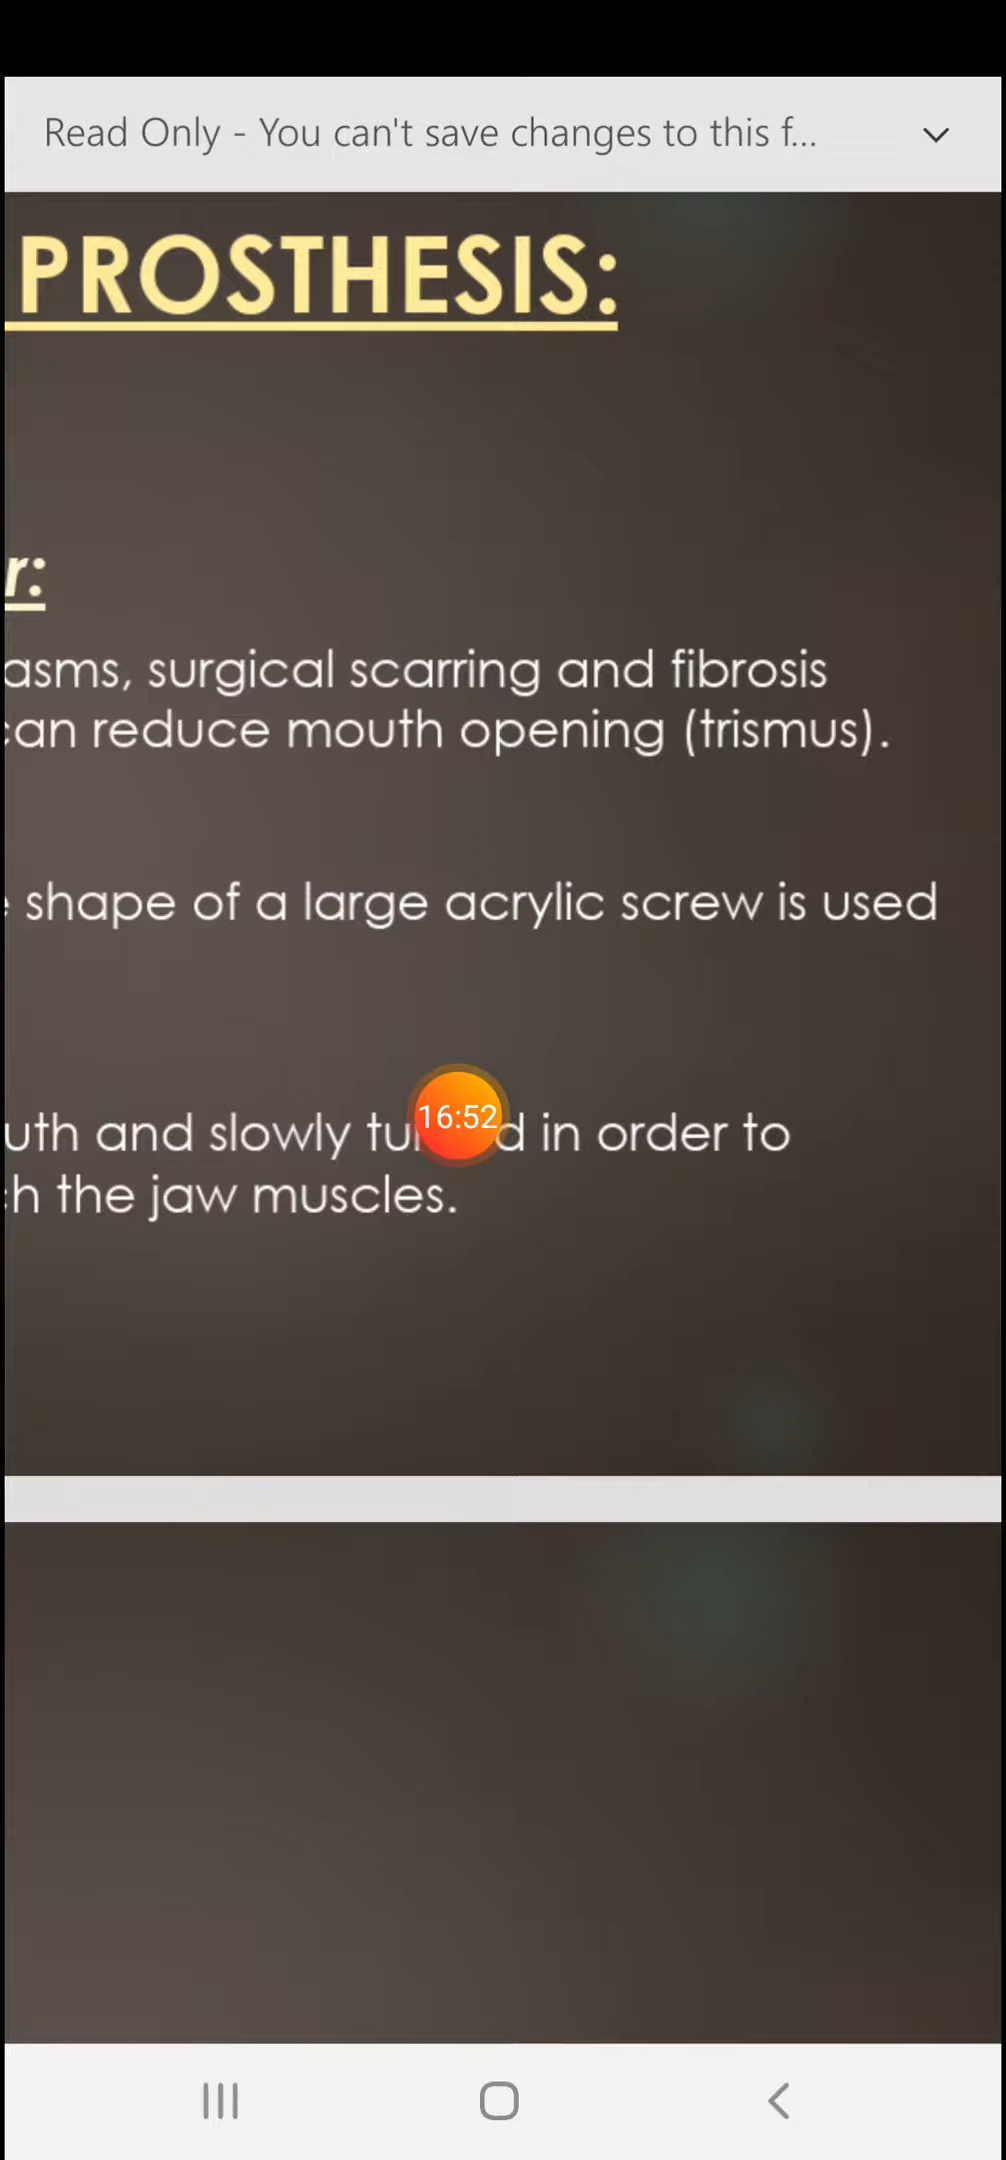 Read Only - You can't save changes to this f...
PROSTHESIS:
r:
asms, surgical scarring and fibrosis
can reduce mouth opening (trismus).
shape of a large acrylic screw is used
uth and slowly in order to
16:52
h the jaw muscles.